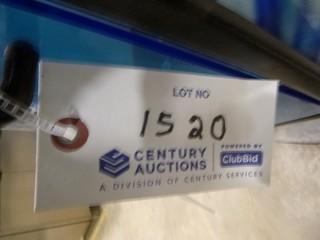 LOT NO
1520
CENTURY AUCTIONS
POWERED BY
ClubBid
A DIVISION OF CENTURY SERVICES